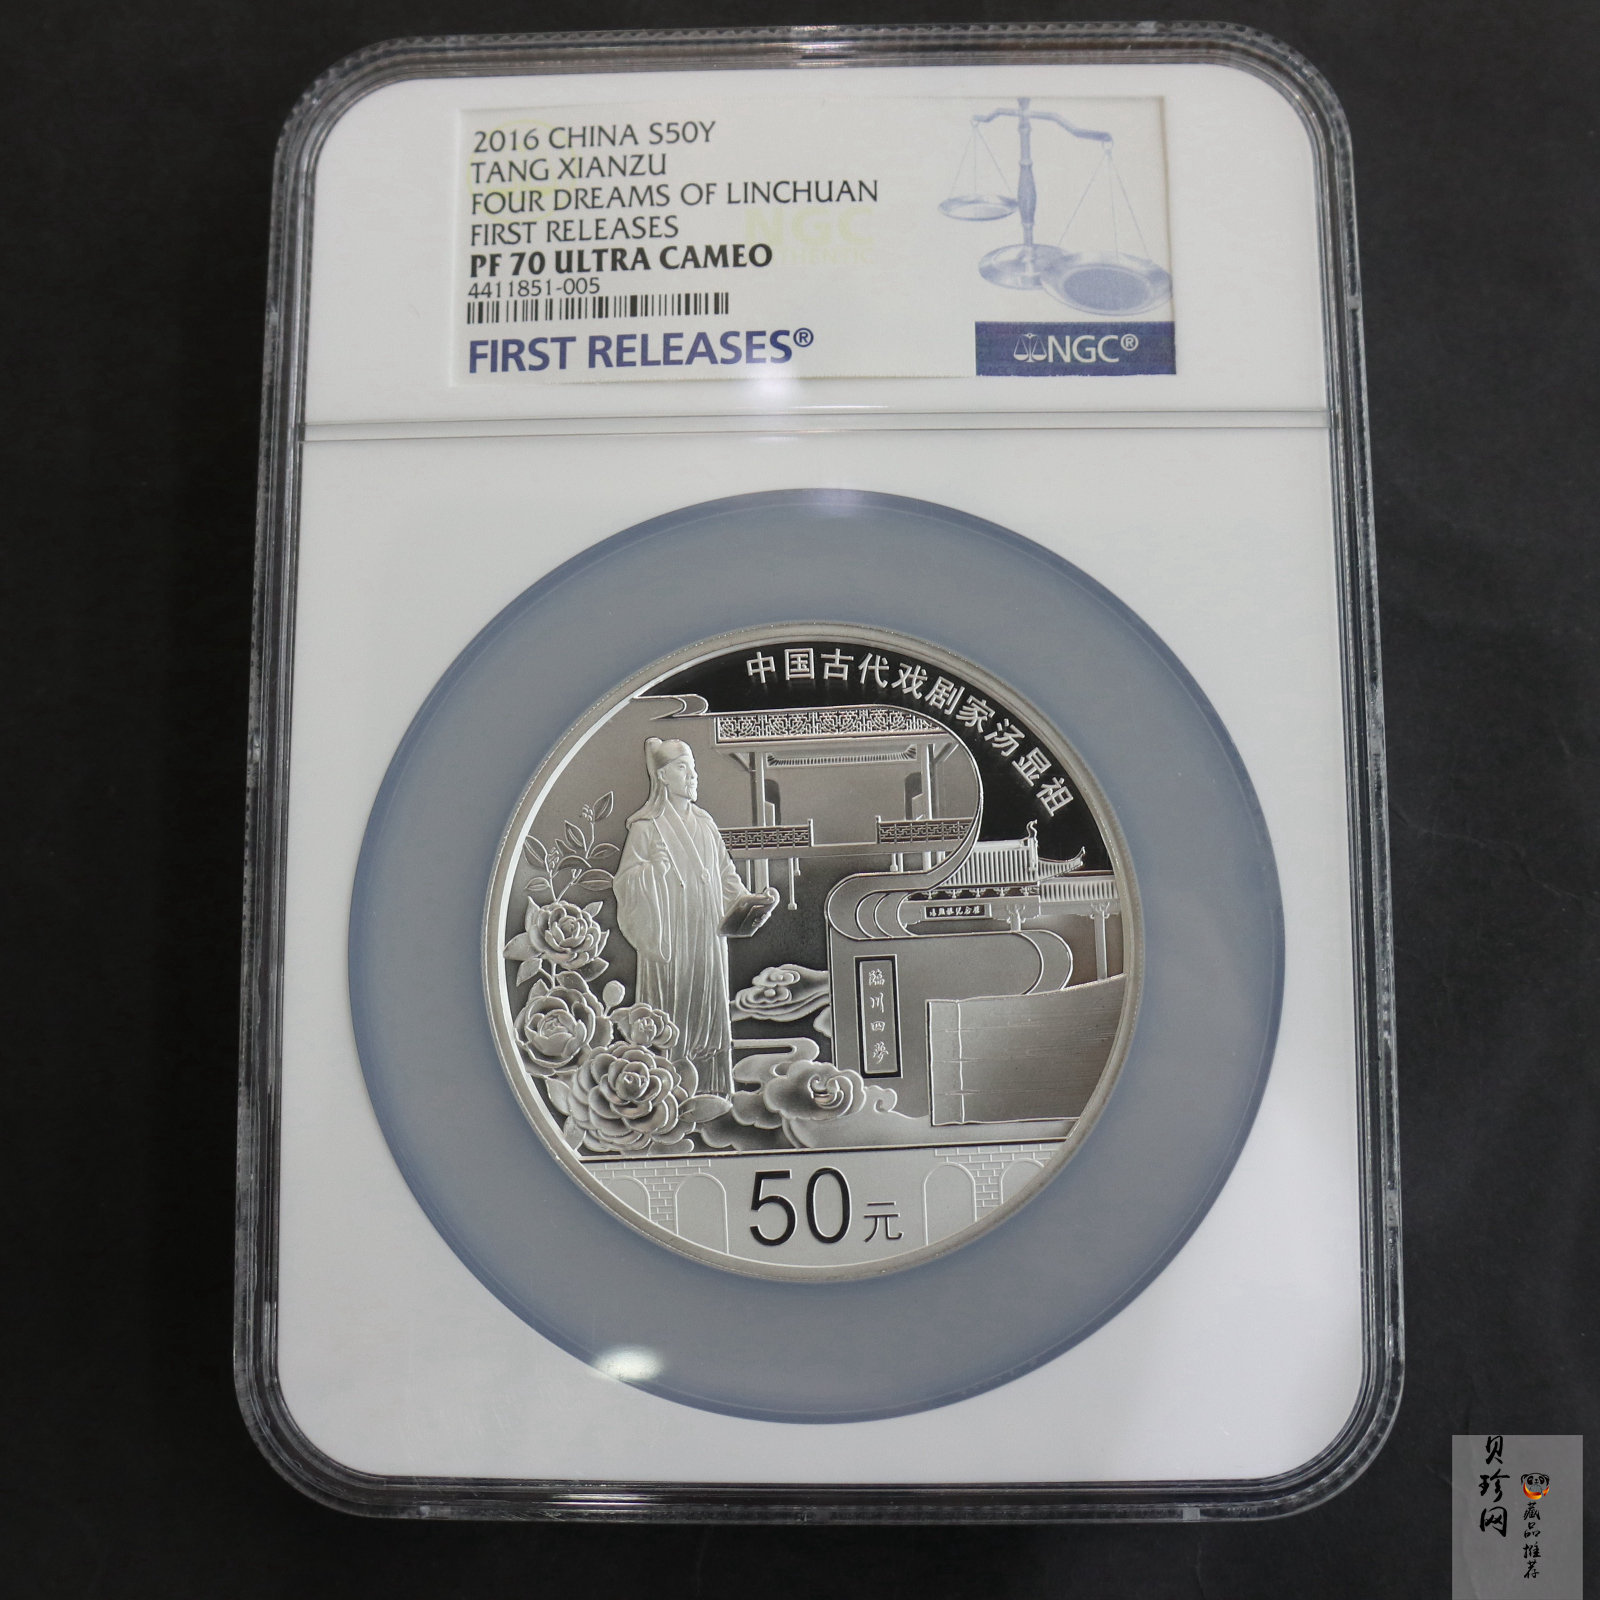 2016 CHINA S50Y
TANG XIANZU
FOUR DREAMS OF LINCHUAN
FIRST RELEASES
PF 70 ULTRA CAMEO
4411851-005
FIRST RELEASES®
NGC®
NGC
中国古代戏剧家汤显祖
臨川四夢
50元
贝珍网
藏品推荐